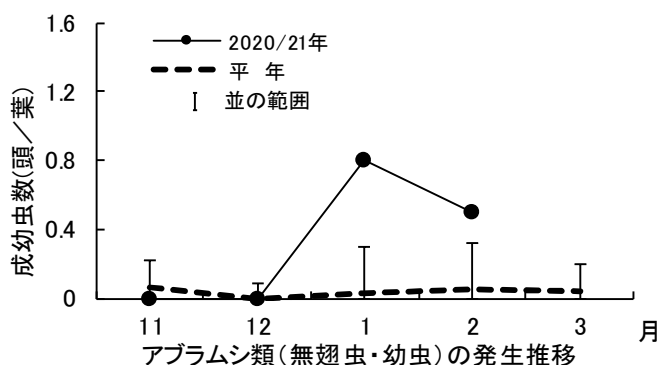 1.6
1.2
0.8
0.4
0
成幼虫数(頭／葉)
2020/21年
平　年
並の範囲
11 12 1 2 3 月
アブラムシ類(無翅虫・幼虫)の発生推移